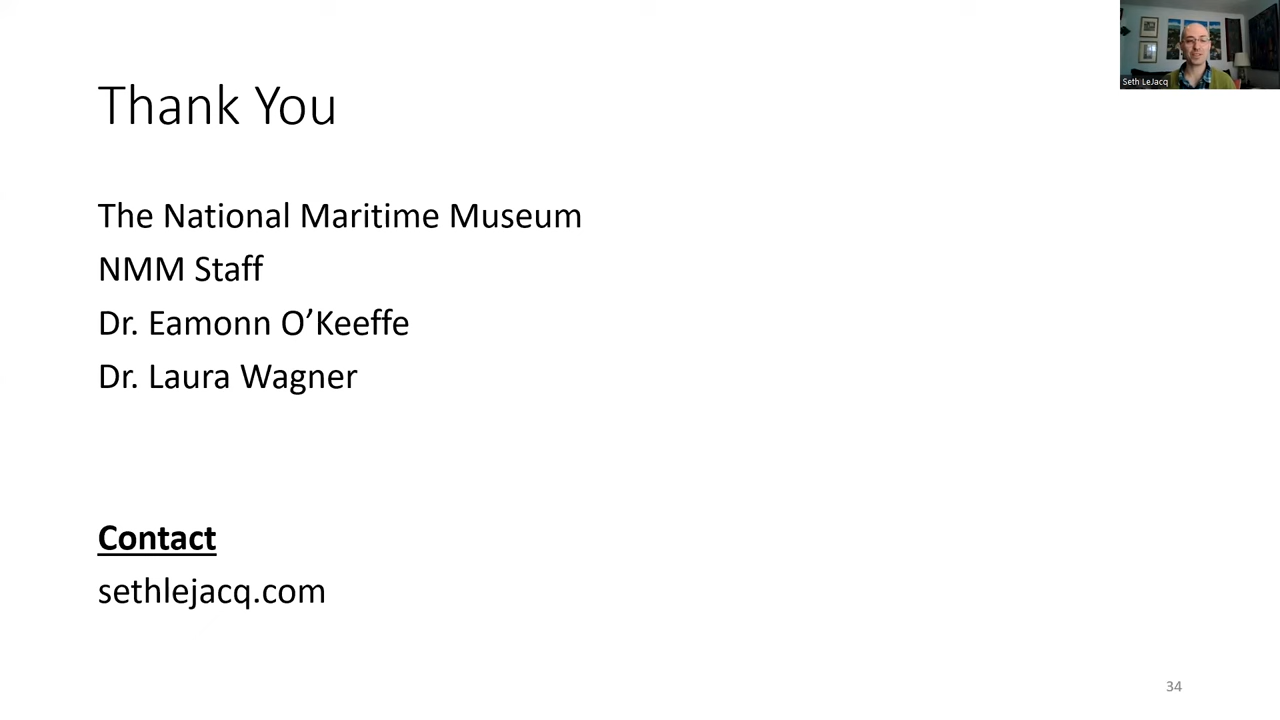 Thank You
Seth LeJacq
The National Maritime Museum
NMM Staff
Dr. Eamonn O’Keeffe
Dr. Laura Wagner
Contact
sethlejacq.com
34